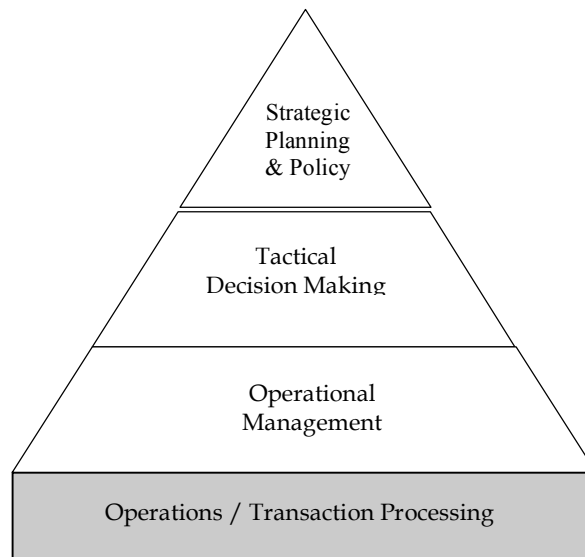 Strategic
Planning
& Policy
Tactical
Decision Making
Operational
Management
Operations / Transaction Processing